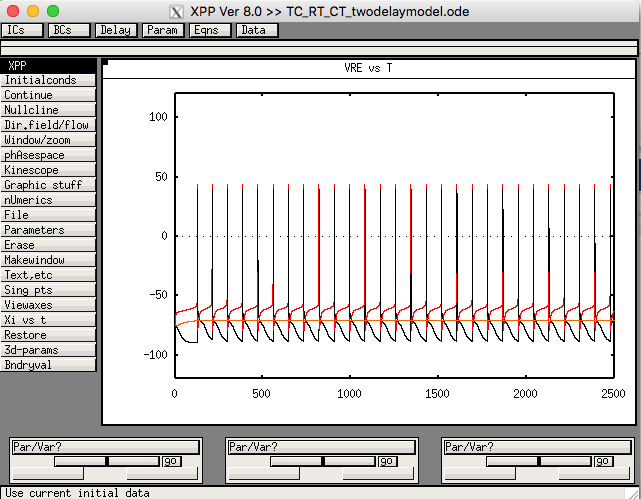 XPP Ver 8.0 >> TC_RT_CT_twodelaymodel.ode
ICs BCs Delay Param Eqns Data
XPP
Initialconds
Continue
Nullcline
Dir.field/flow
Window/zoom
phAsespace
Kinescope
Graphic stuff
nUmerics
File
Parameters
Erase
Makewindow
Text,etc
Sing pts
Viewaxes
Xi vs t
Restore
3d-params
Bndryval
VRE vs T
100
50
0
-50
-100
0 500 1000 1500 2000 2500
Par/Var? Par/Var? Par/Var?
go go go
Use current initial data